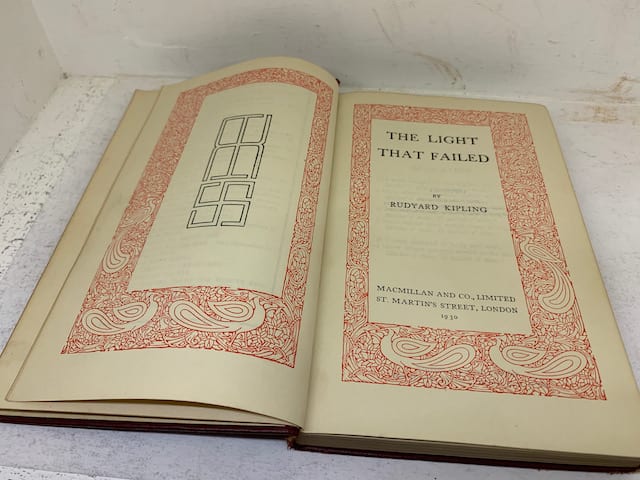 THE LIGHT
THAT FAILED
BY
RUDYARD KIPLING
MACMILLAN AND CO., LIMITED
ST. MARTIN'S STREET, LONDON
1930